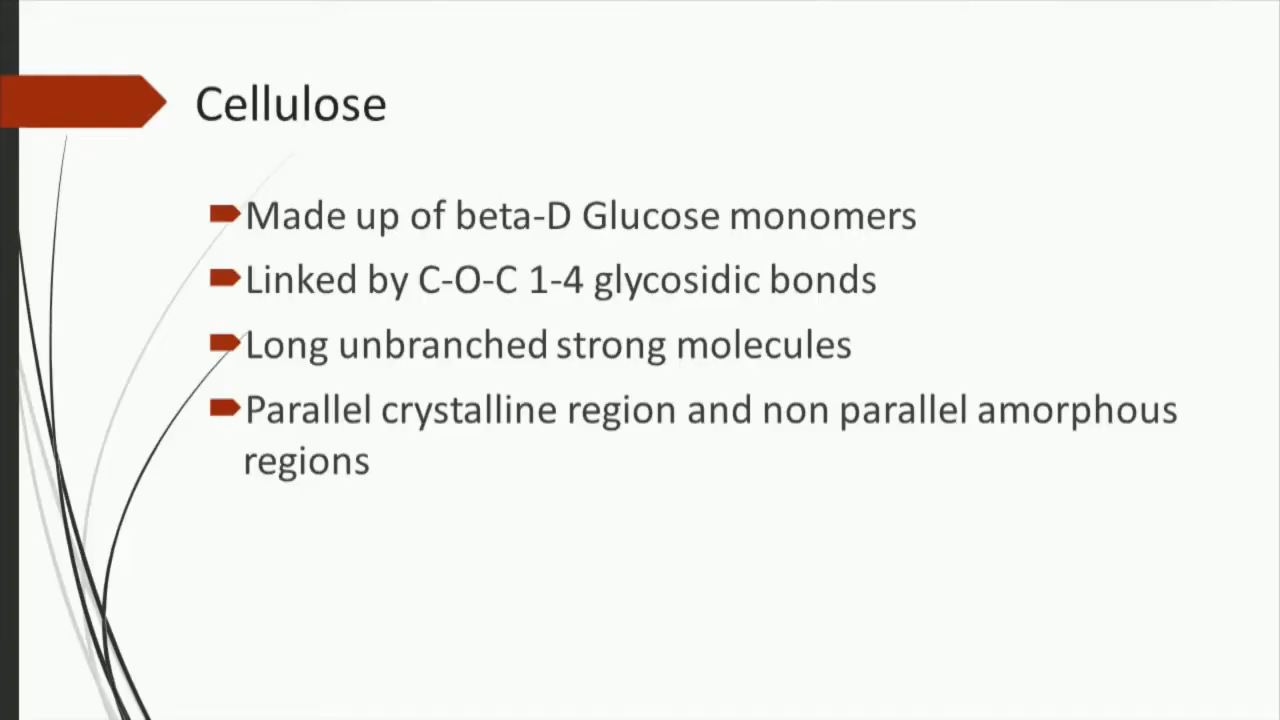 Cellulose
Made up of beta-D Glucose monomers
Linked by C-O-C 1-4 glycosidic bonds
Long unbranched strong molecules
Parallel crystalline region and non parallel amorphous
regions